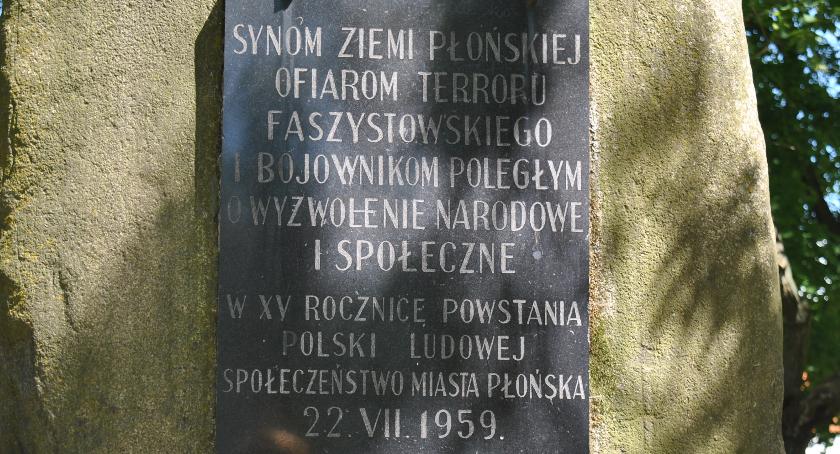 SYNOM ZIEMI PŁOŃSKIEJ
OFIAROM TERRORU
FASZYSTOWSKIEGO
I BOJOWNIKOM POLEGŁYM
O WYZWOLENIE NARODOWE
I SPOŁECZNE
W XV ROCZNICĘ POWSTANIA
POLSKI LUDOWEJ
SPOŁECZEŃSTWO MIASTA PŁOŃSKA
22. VII. 1959.